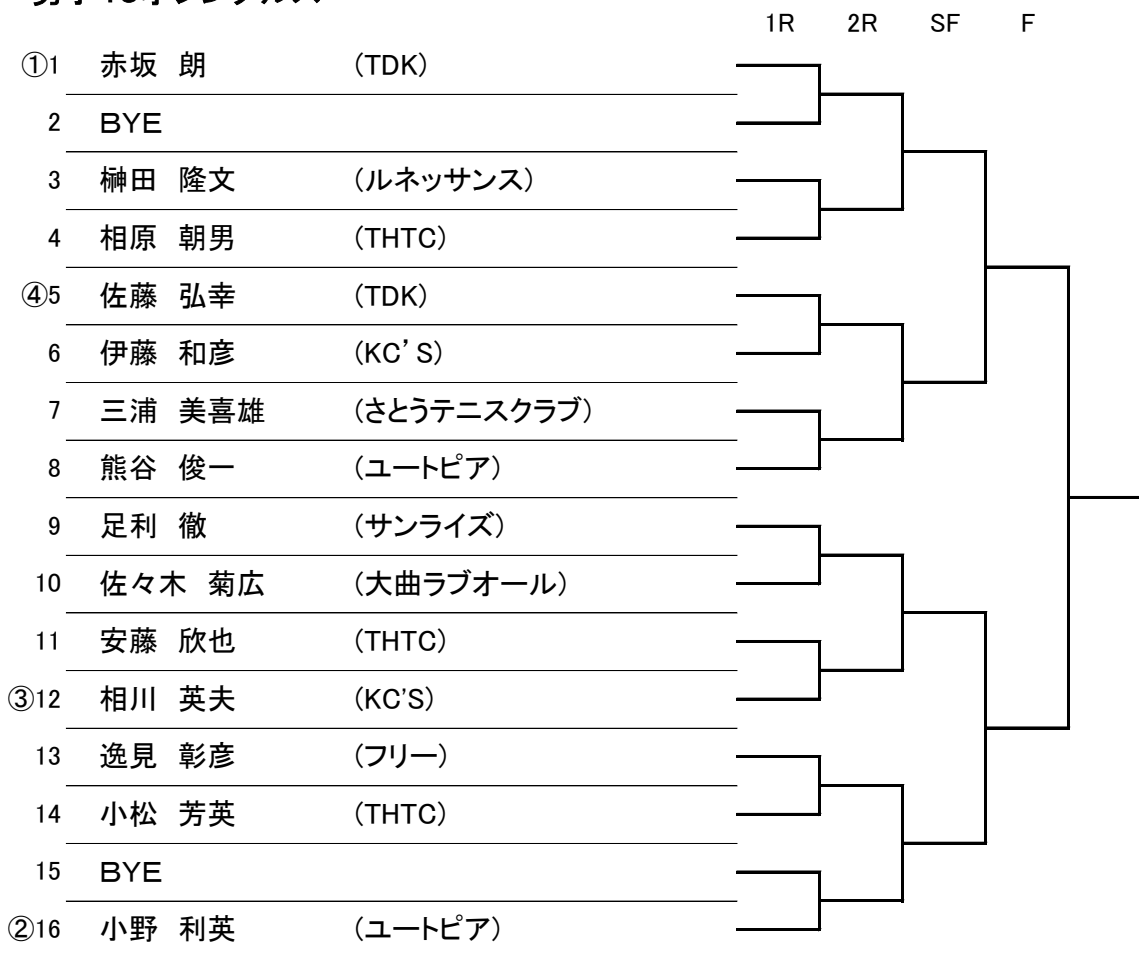 1R 2R SF F
①1 赤坂 朗 (TDK)
2 BYE
3 榊田 隆文 (ルネッサンス)
4 相原 朝男 (THTC)
④5 佐藤 弘幸 (TDK)
6 伊藤 和彦 (KC’S)
7 三浦 美喜雄 (さとうテニスクラブ)
8 熊谷 俊一 (ユートピア)
9 足利 徹 (サンライズ)
10 佐々木 菊広 (大曲ラブオール)
11 安藤 欣也 (THTC)
③12 相川 英夫 (KC'S)
13 逸見 彰彦 (フリー)
14 小松 芳英 (THTC)
15 BYE
②16 小野 利英 (ユートピア)